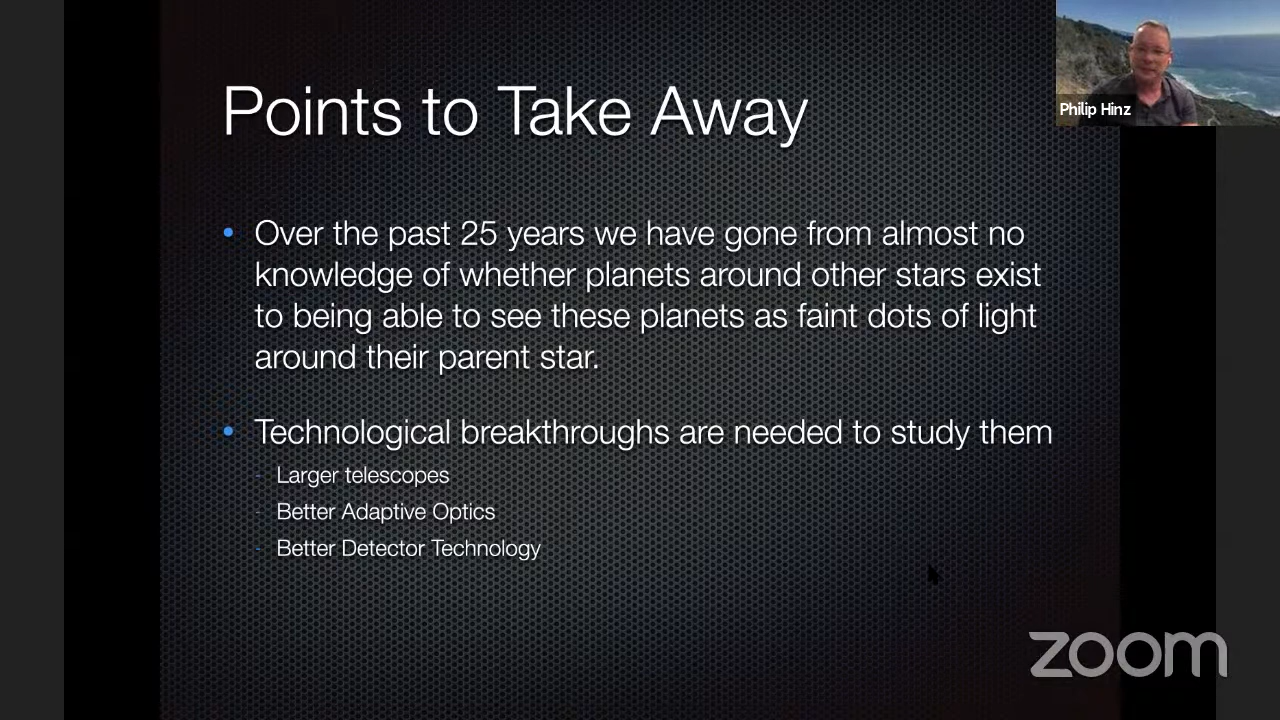 Points to Take Away
Philip Hinz
• Over the past 25 years we have gone from almost no
knowledge of whether planets around other stars exist
to being able to see these planets as faint dots of light
around their parent star.
• Technological breakthroughs are needed to study them
- Larger telescopes
- Better Adaptive Optics
- Better Detector Technology
zoom